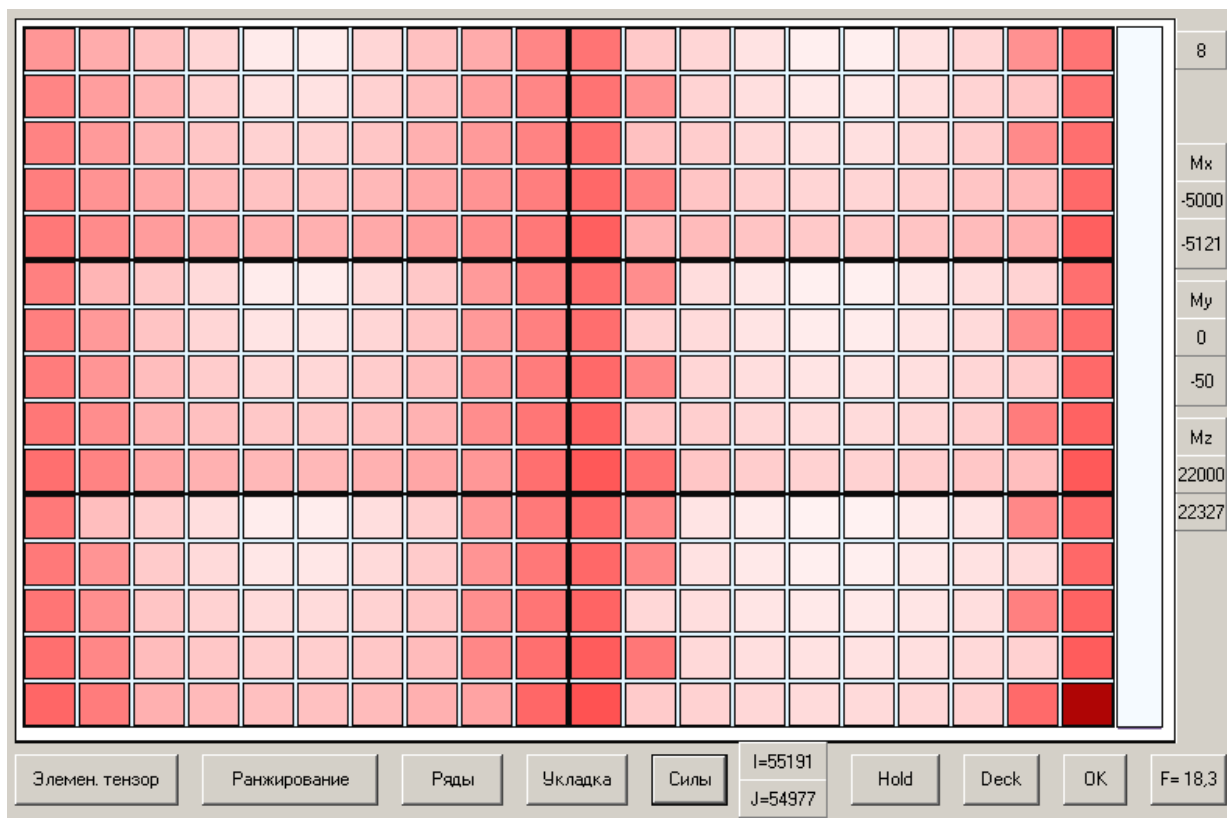 8
Mx
-5000
-5121
My
0
-50
Mz
22000
22327
Элемен. тензор
Ранжирование
Ряды
Укладка
Силы
I=55191
J=54977
Hold
Deck
OK
F= 18,3